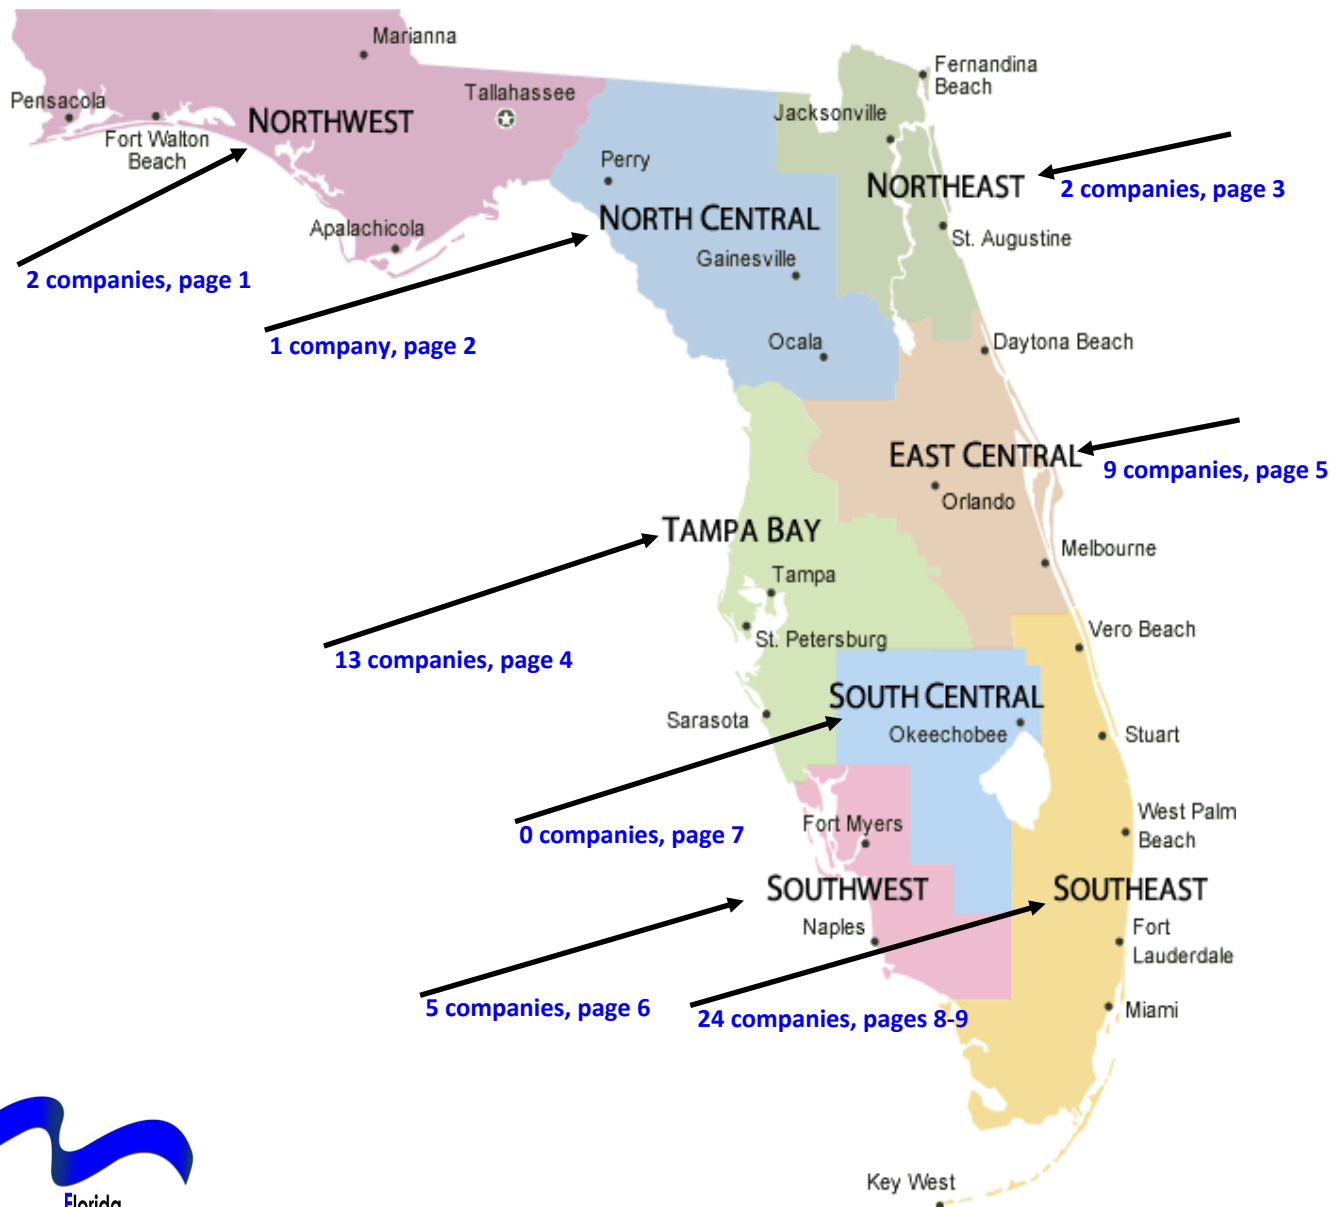 Marianna
Fernandina
Beach
Pensacola
Tallahassee
Jacksonville
NORTHWEST
Fort Walton
Beach
Perry
NORTHEAST
2 companies, page 3
NORTH CENTRAL
Apalachicola
St. Augustine
Gainesville
2 companies, page 1
1 company, page 2
Ocala
Daytona Beach
EAST CENTRAL
9 companies, page 5
Orlando
TAMPA BAY
Melbourne
Tampa
St. Petersburg
Vero Beach
13 companies, page 4
SOUTH CENTRAL
Sarasota
Okeechobee
Stuart
West Palm
Beach
Fort Myers
0 companies, page 7
SOUTHWEST
SOUTHEAST
Naples
Fort
Lauderdale
5 companies, page 6
24 companies, pages 8-9
Miami
Key West
Florida